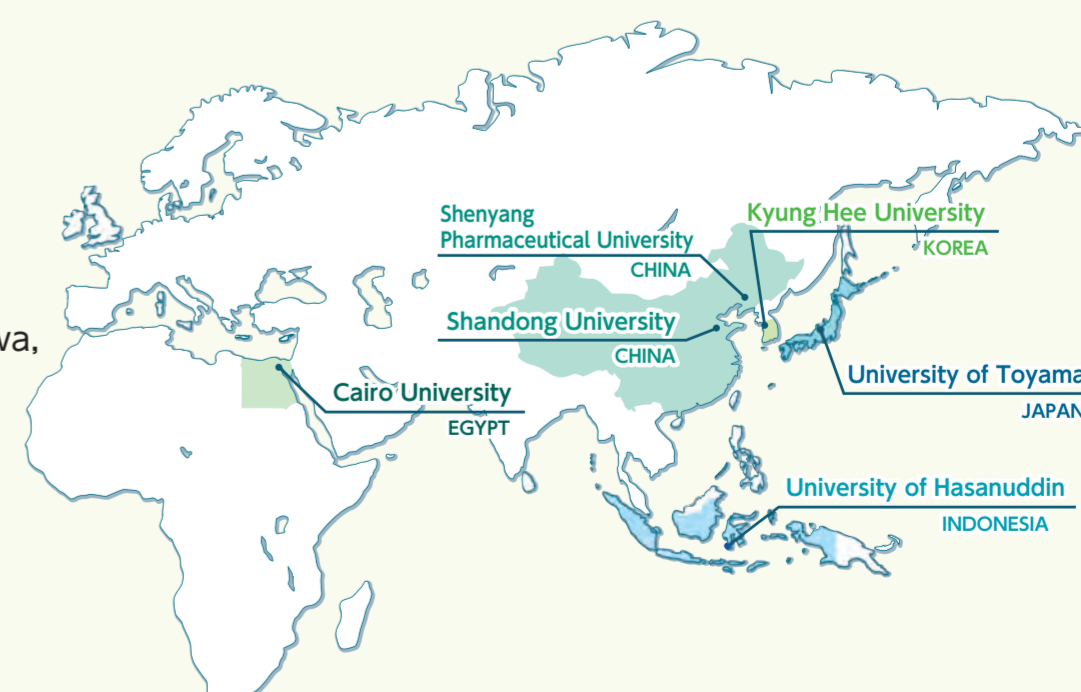 Shenyang
Pharmaceutical University
CHINA
Kyung Hee University
KOREA
Shandong University
CHINA
va,
Cairo University
EGYPT
University of Toyama
JAPAN
University of Hasanuddin
INDONESIA